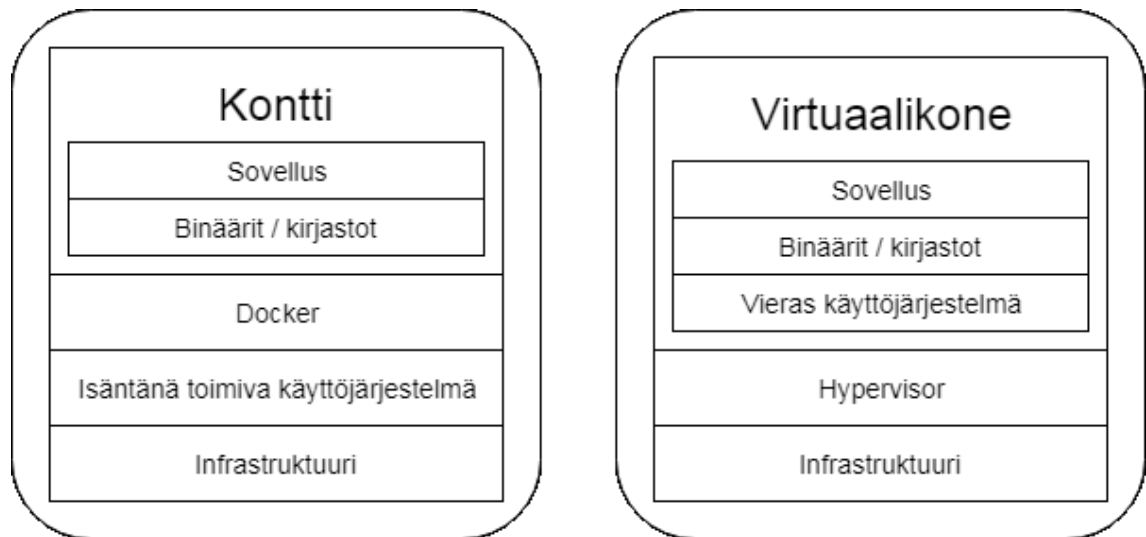 Kontti
Sovellus
Binäärit / kirjastot
Docker
Isäntänä toimiva käyttöjärjestelmä
Infrastruktuuri
Virtuaalikone
Sovellus
Binäärit / kirjastot
Vieras käyttöjärjestelmä
Hypervisor
Infrastruktuuri